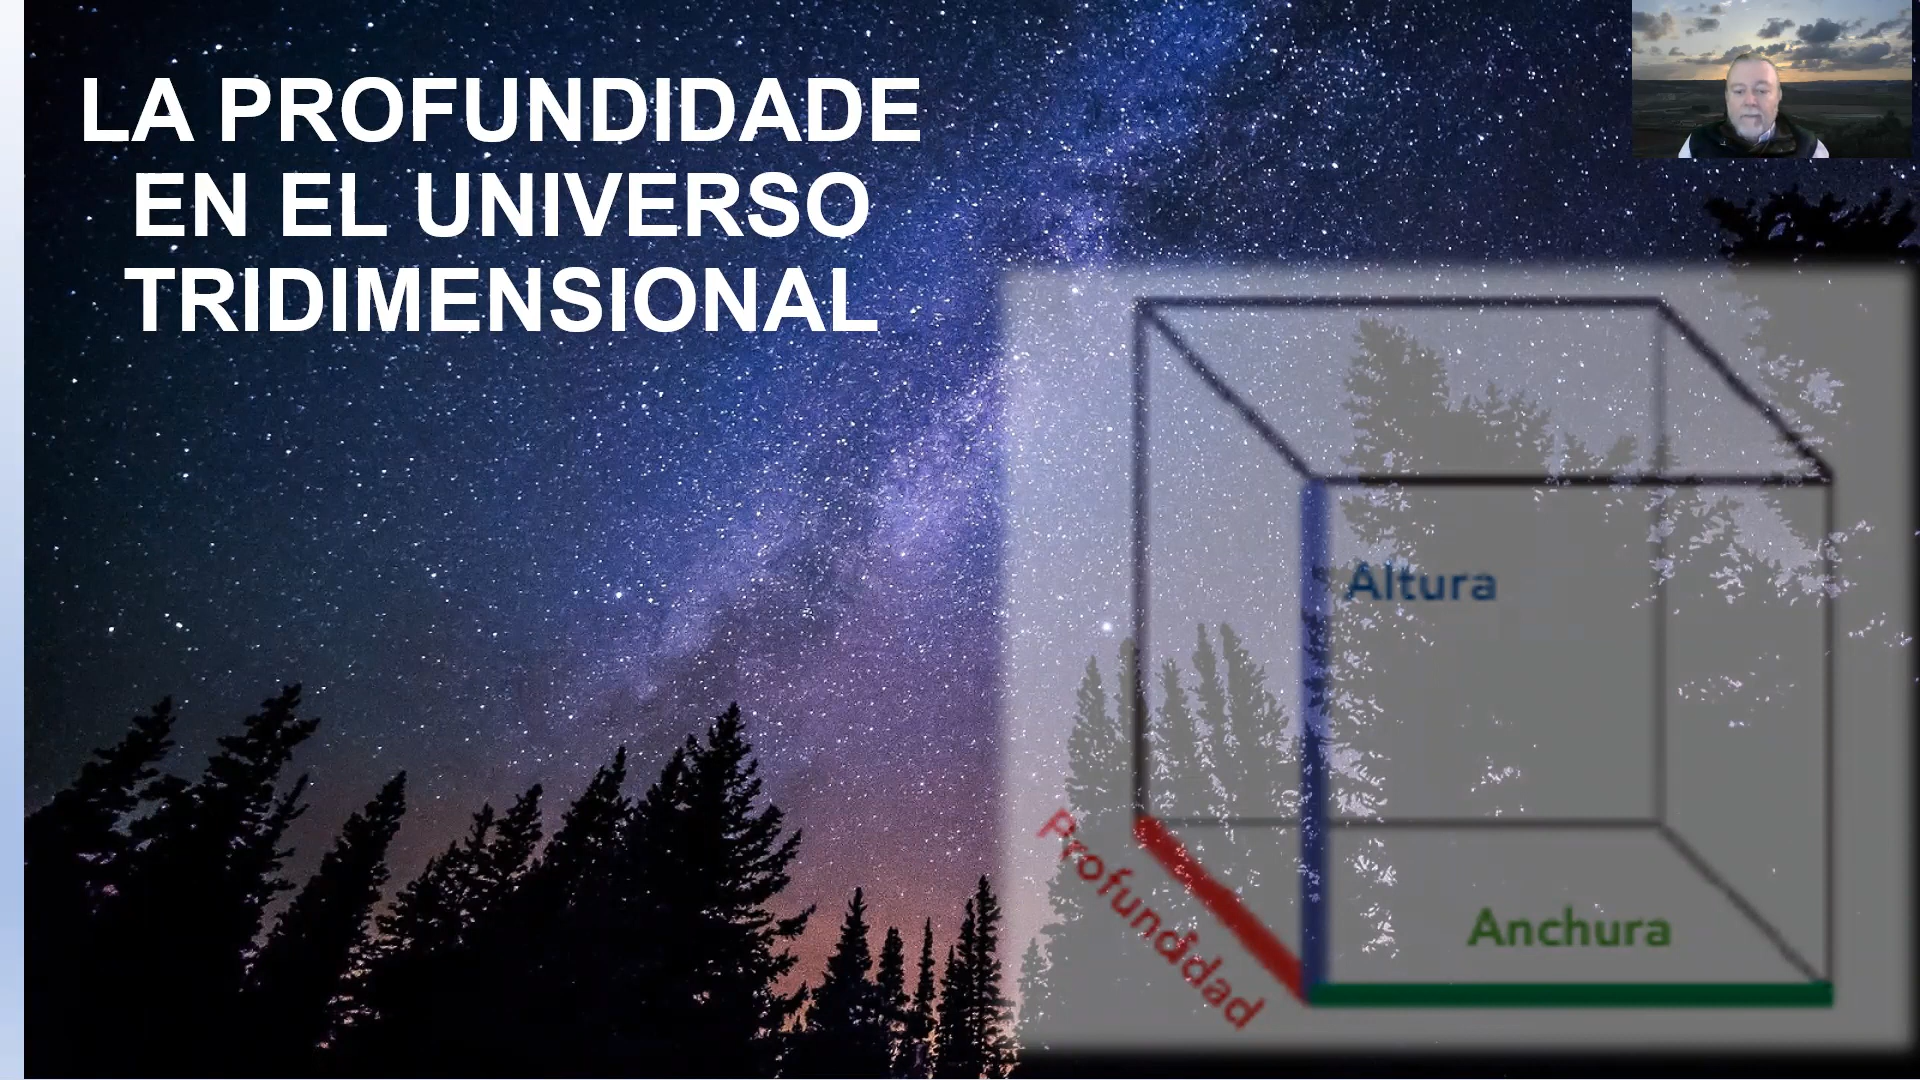 LA PROFUNDIDADE
EN EL UNIVERSO
TRIDIMENSIONAL
Altura
Profundidad
Anchura